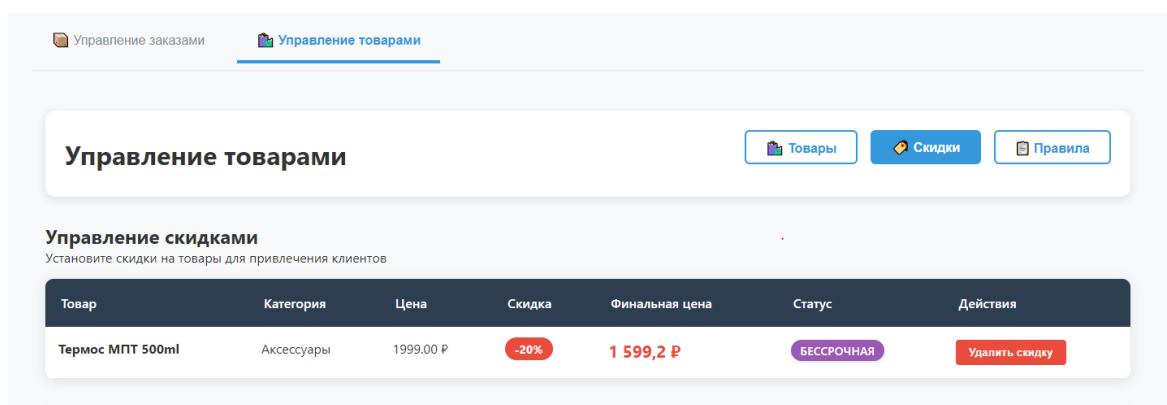 Управление заказами Управление товарами
Управление товарами Товары Скидки Правила
Управление скидками
Установите скидки на товары для привлечения клиентов
Товар Категория Цена Скидка Финальная цена Статус Действия
Термос МПТ 500ml Аксессуары 1999.00 ₽ -20% 1 599,2 ₽ БЕССРОЧНАЯ Удалить скидку